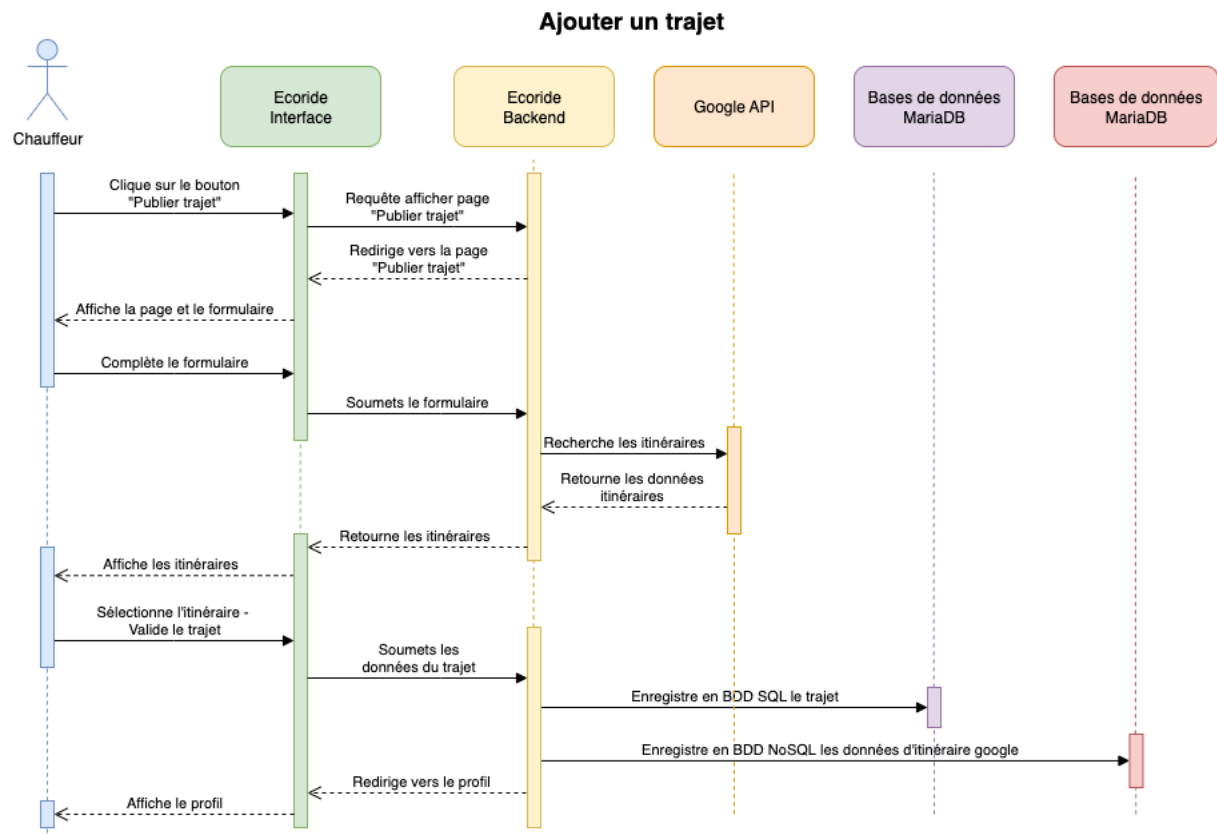 Ajouter un trajet
Chauffeur
Ecoride
Interface
Ecoride
Backend
Google API
Bases de données
MariaDB
Bases de données
MariaDB
Clique sur le bouton
"Publier trajet"
Requête afficher page
"Publier trajet"
Redirige vers la page
"Publier trajet"
Affiche la page et le formulaire
Complète le formulaire
Soumets le formulaire
Recherche les itinéraires
Retourne les données
itinéraires
Retourne les itinéraires
Affiche les itinéraires
Sélectionne l'itinéraire -
Valide le trajet
Soumets les
données du trajet
Enregistre en BDD SQL le trajet
Enregistre en BDD NoSQL les données d'itinéraire google
Redirige vers le profil
Affiche le profil